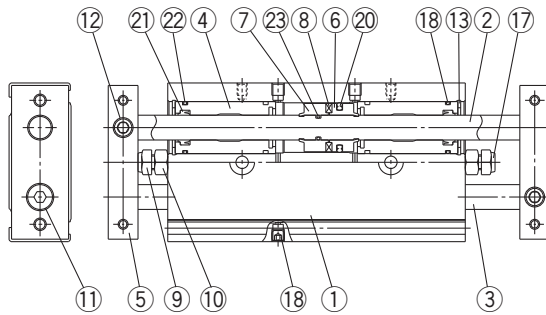 ⑫ ㉑ ㉒ ④ ⑦ ㉓ ⑧ ⑥ ⑳ ⑱ ⑬ ② ⑰
⑪ ⑤ ⑨ ⑩ ⑱ ① ③